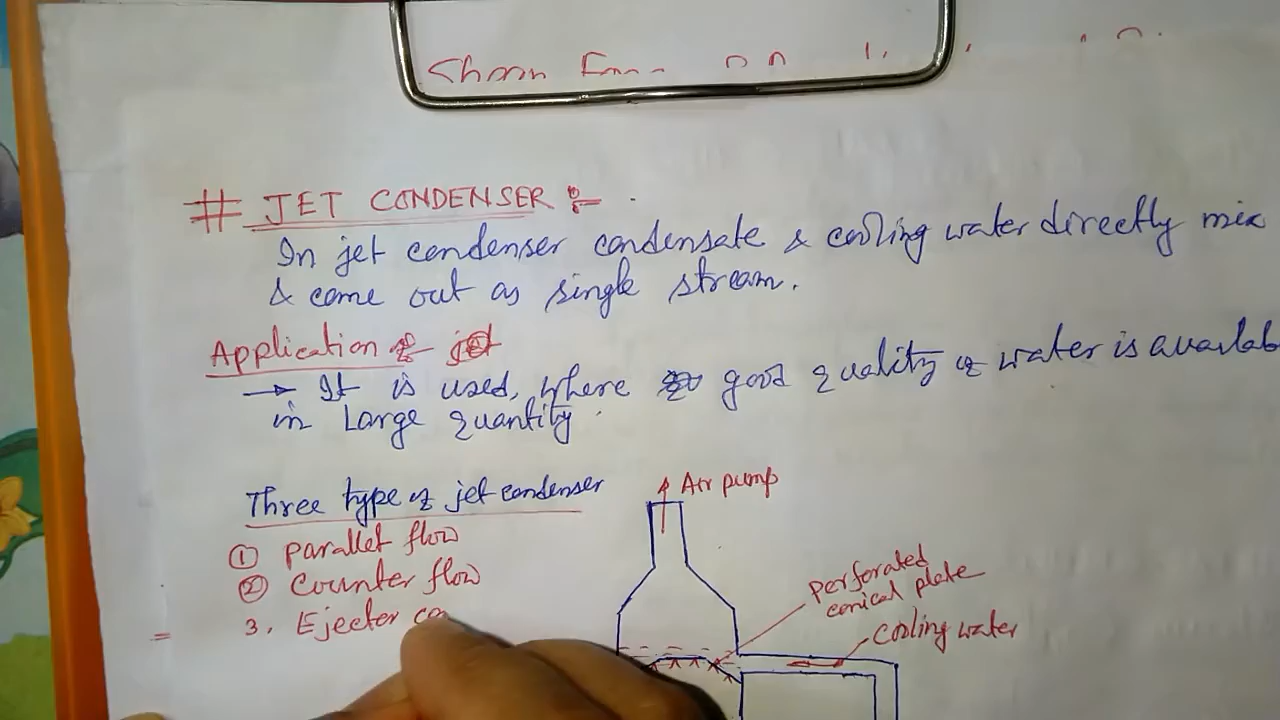 # JET CONDENSER :-
In jet condenser condensate & cooling water directly mix
& come out as single stream.
Application :- jet
→ It is used, where good quality of water is availab
in Large quantity.
Three type of jet condenser
① parallel flow
② Counter flow
3. Ejecter co
Air pump
perforated
conical plate
cooling water